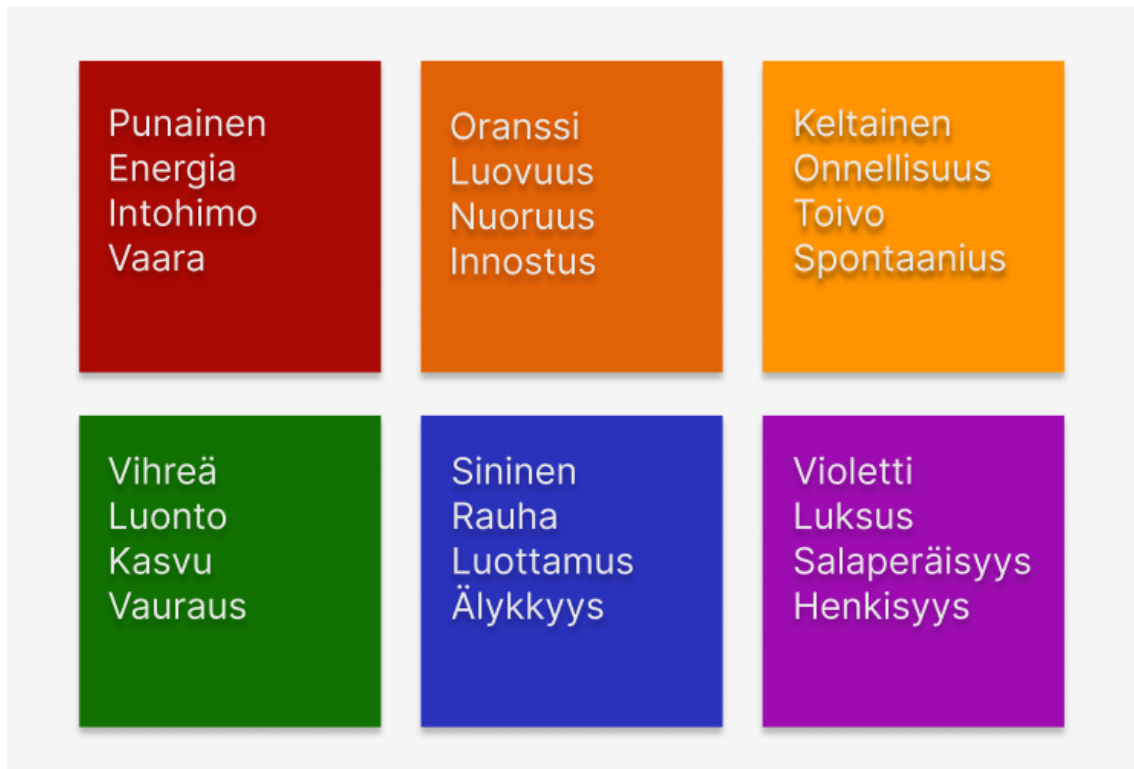 Punainen
Energia
Intohimo
Vaara
Oranssi
Luovuus
Nuoruus
Innostus
Keltainen
Onnellisuus
Toivo
Spontaanius
Vihreä
Luonto
Kasvu
Vauraus
Sininen
Rauha
Luottamus
Älykkyys
Violetti
Luksus
Salaperäisyys
Henkisyys